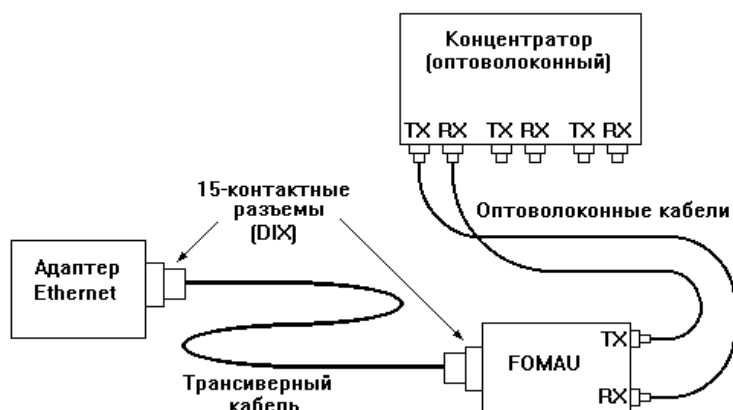 Концентратор
(оптоволоконный)
TX RX TX RX TX RX
15-контактные
разъемы
(DIX)
Оптоволоконные кабели
Адаптер
Ethernet
TX
FOMAU
RX
Трансиверный
кабель